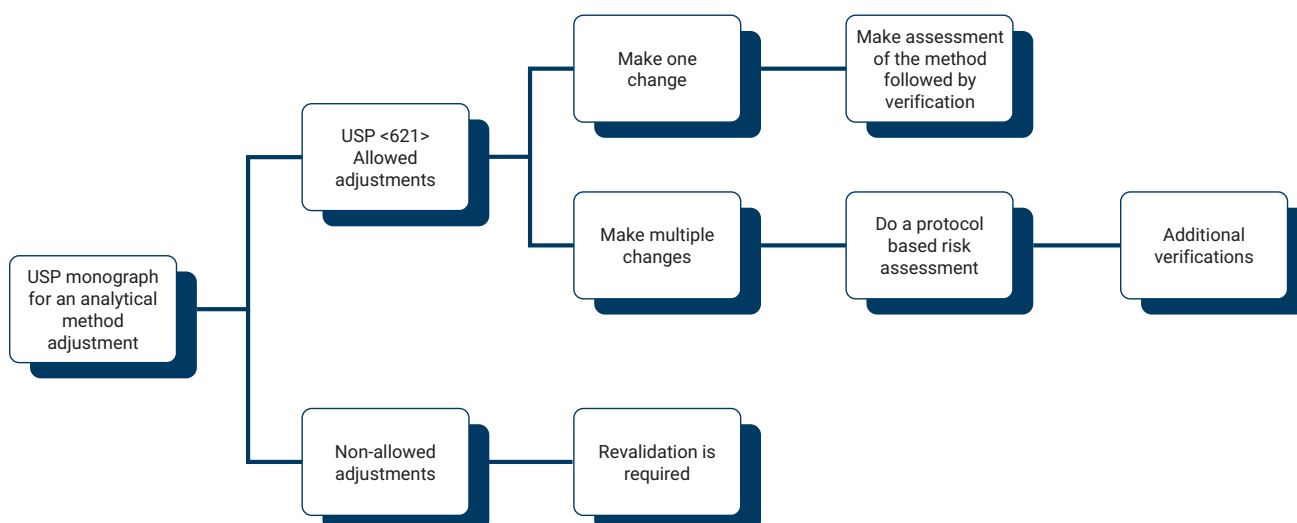 USP monograph
for an analytical
method
adjustment
USP <621>
Allowed
adjustments
Make one
change
Make assessment
of the method
followed by
verification
Make multiple
changes
Do a protocol
based risk
assessment
Additional
verifications
Non-allowed
adjustments
Revalidation is
required